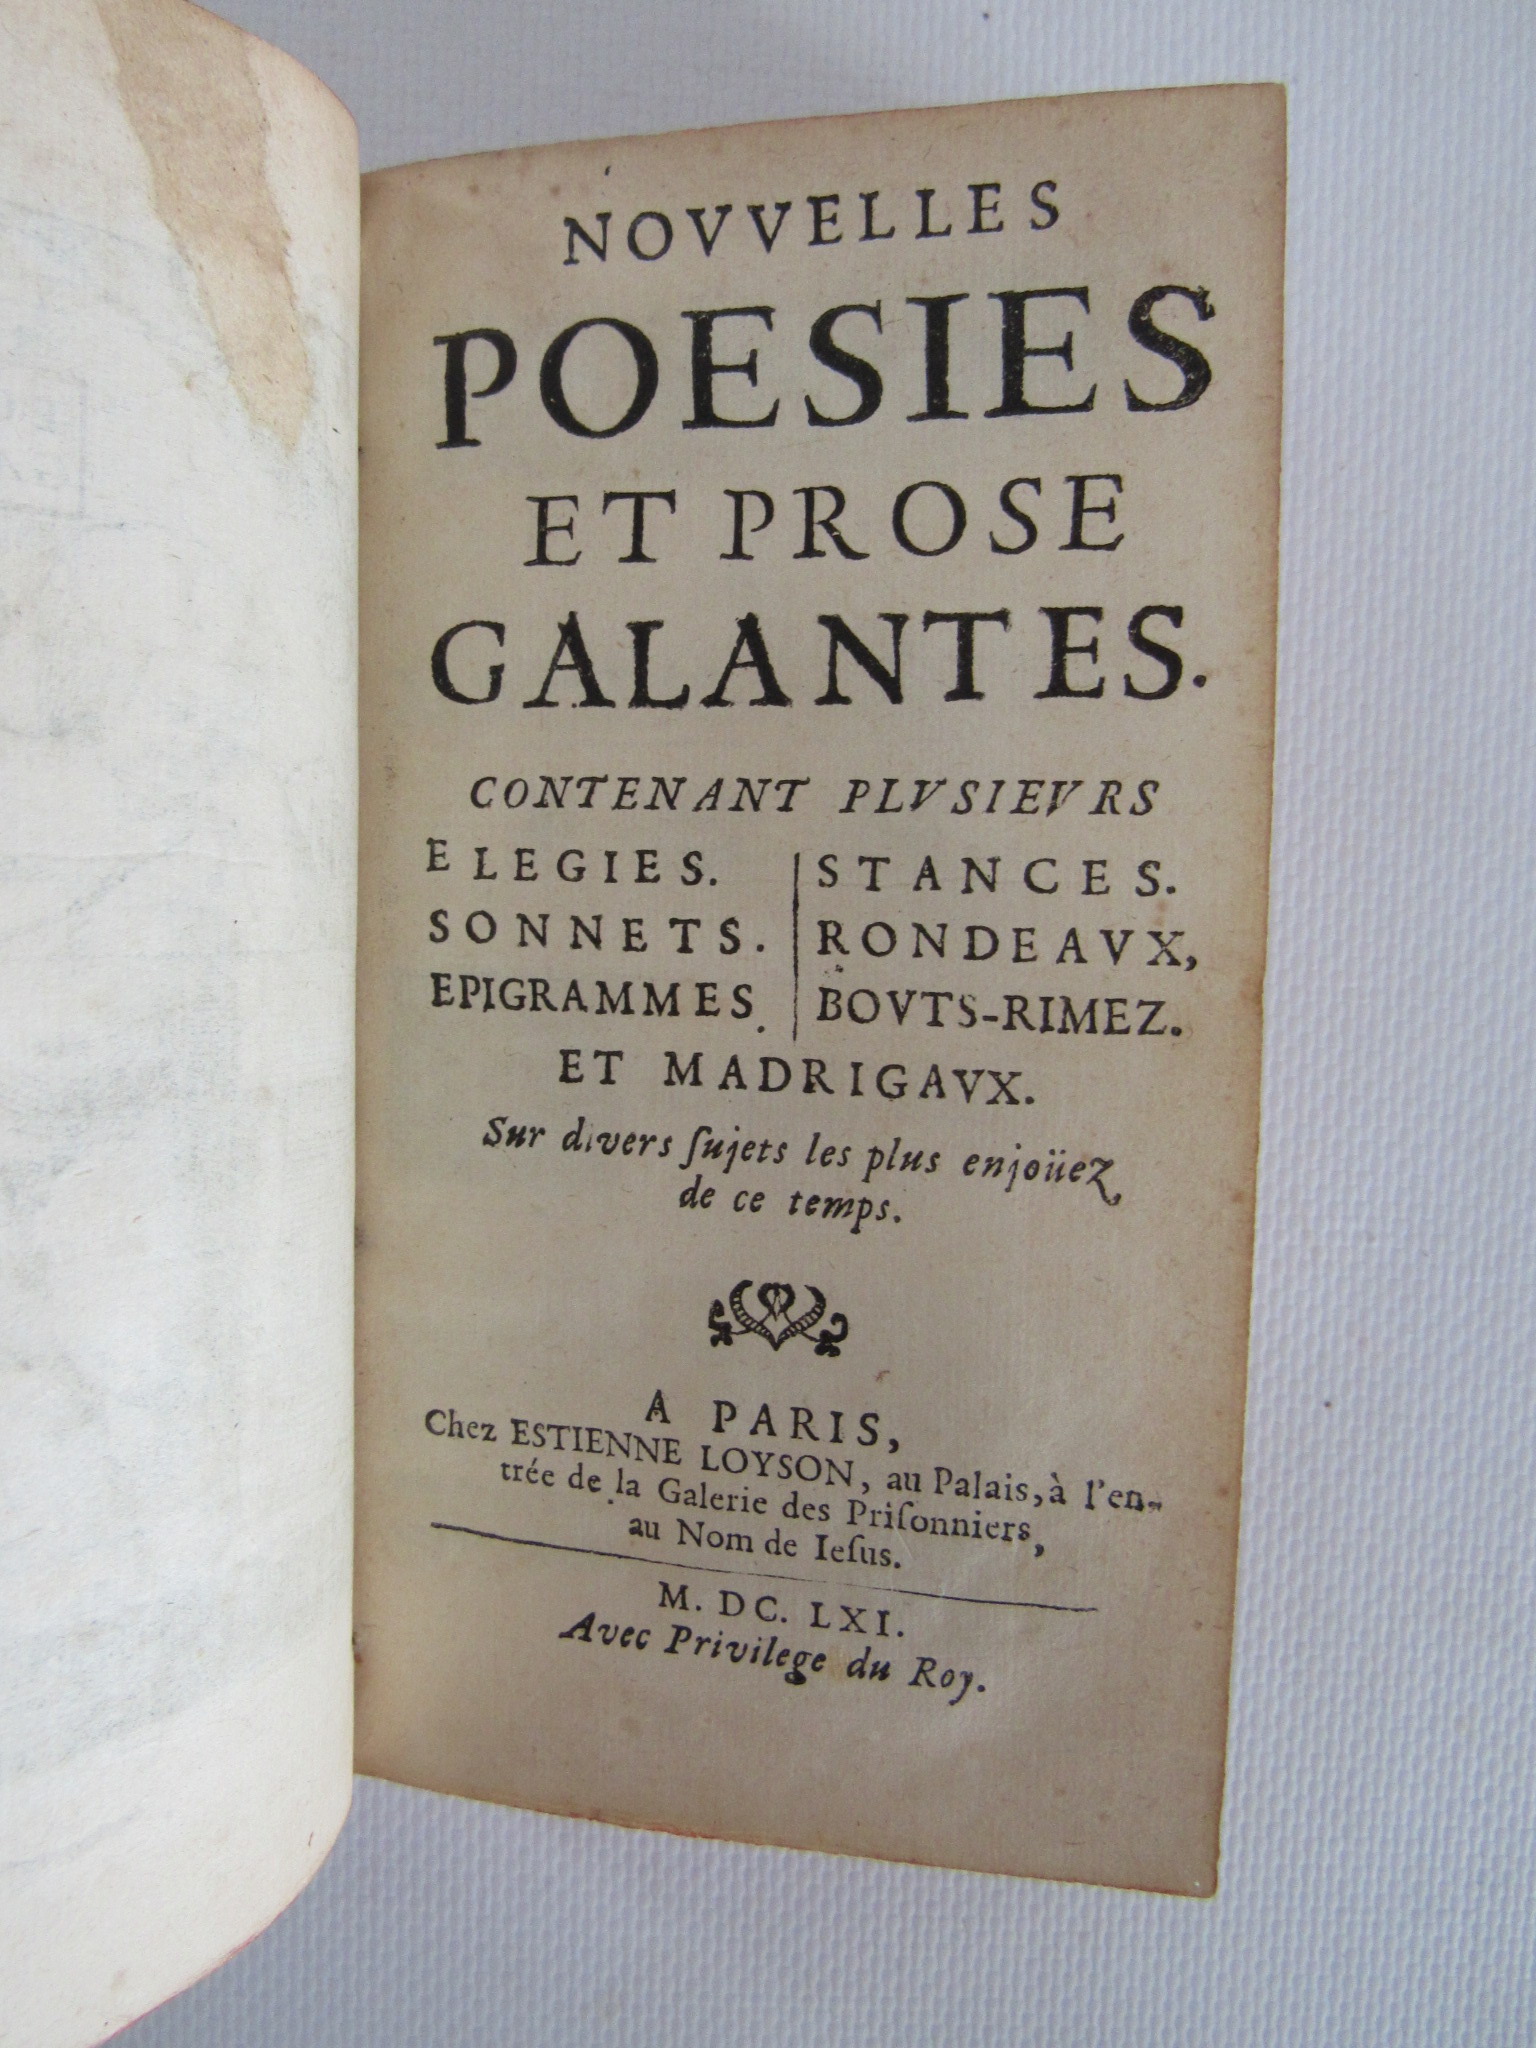 NOVVELLES
POESIES
ET PROSE
GALANTES.
CONTENANT PLVSIEVRS
ELEGIES. | STANCES.
SONNETS. | RONDEAVX,
EPIGRAMMES. | BOVTS-RIMEZ.
ET MADRIGAVX.
Sur divers ſujets les plus enjoüez
de ce temps.
A PARIS,
Chez ESTIENNE LOYSON, au Palais, à l'en-
trée de la Galerie des Priſonniers,
au Nom de Ieſus.
M. DC. LXI.
Avec Privilege du Roy.